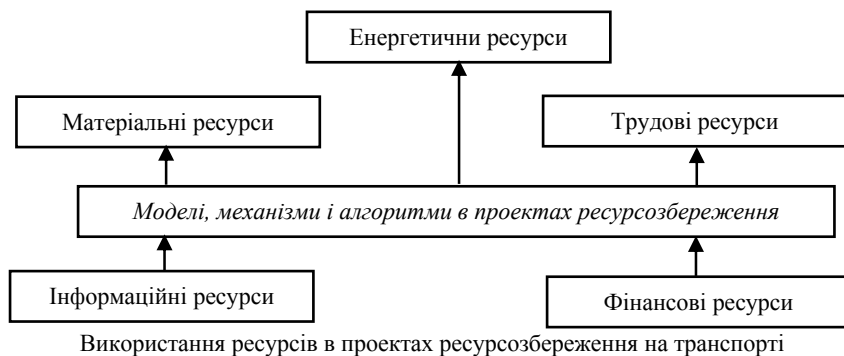 Енергетични ресурси
Матеріальні ресурси
Трудові ресурси
Моделі, механізми і алгоритми в проектах ресурсозбереження
Інформаційні ресурси
Фінансові ресурси
Використання ресурсів в проектах ресурсозбереження на транспорті